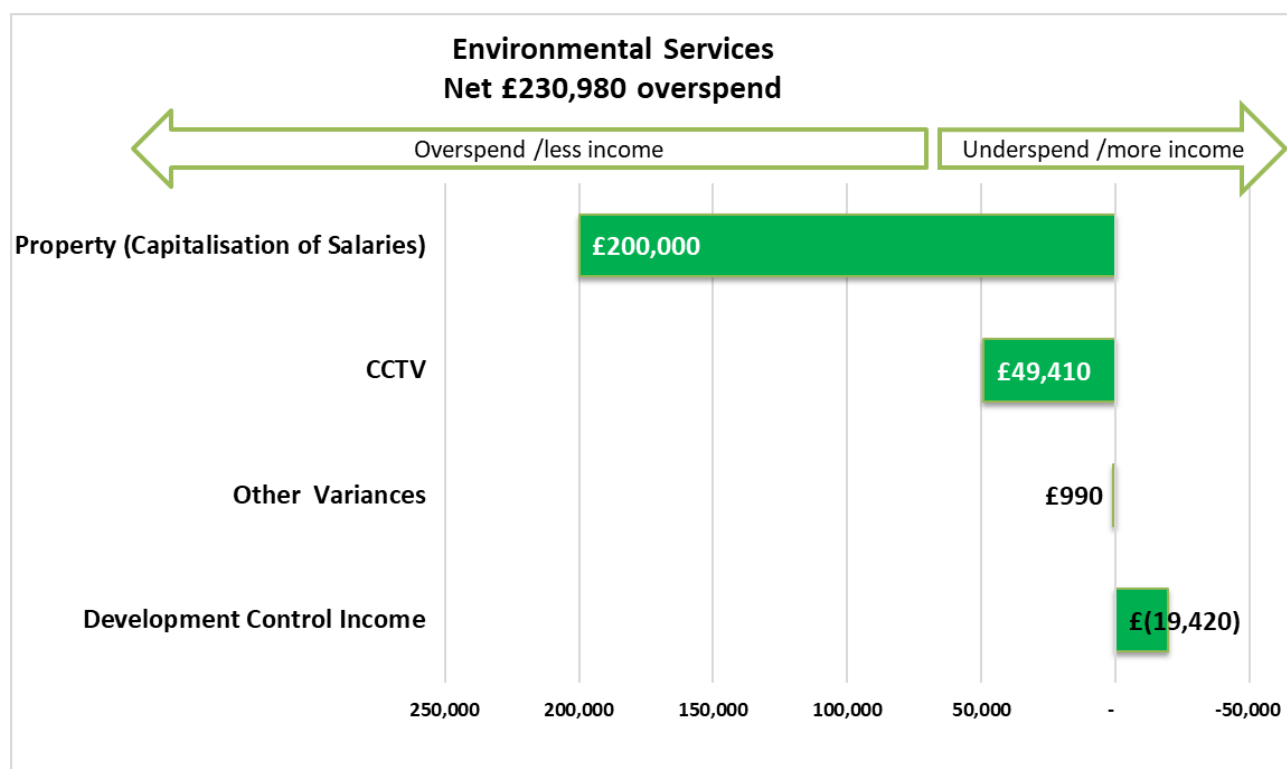 Environmental Services
Net £230,980 overspend
Overspend /less income
Underspend /more income
Property (Capitalisation of Salaries)
£200,000
CCTV
£49,410
Other Variances
£990
Development Control Income
£(19,420)
250,000 200,000 150,000 100,000 50,000 - -50,000